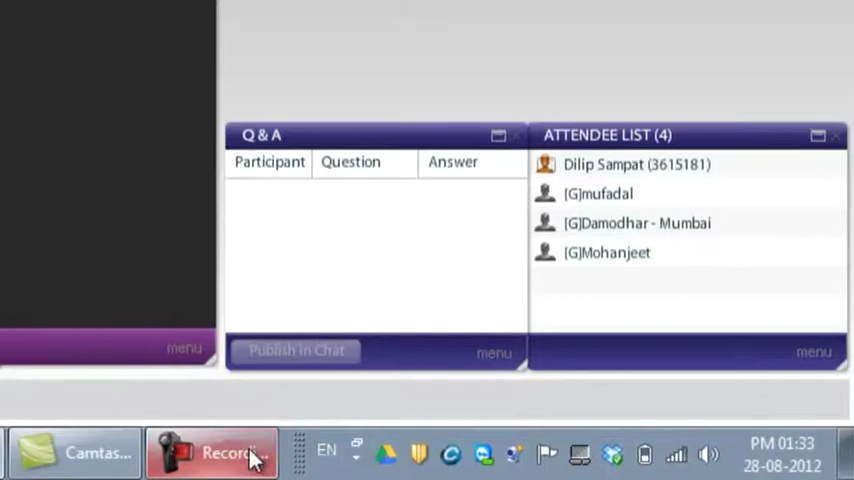 Q & A
Participant Question Answer
Publish in Chat
menu
menu
ATTENDEE LIST (4)
Dilip Sampat (3615181)
[G]mufadal
[G]Damodhar - Mumbai
[G]Mohanjeet
menu
Camtas...
Recordi...
EN
PM 01:33
28-08-2012